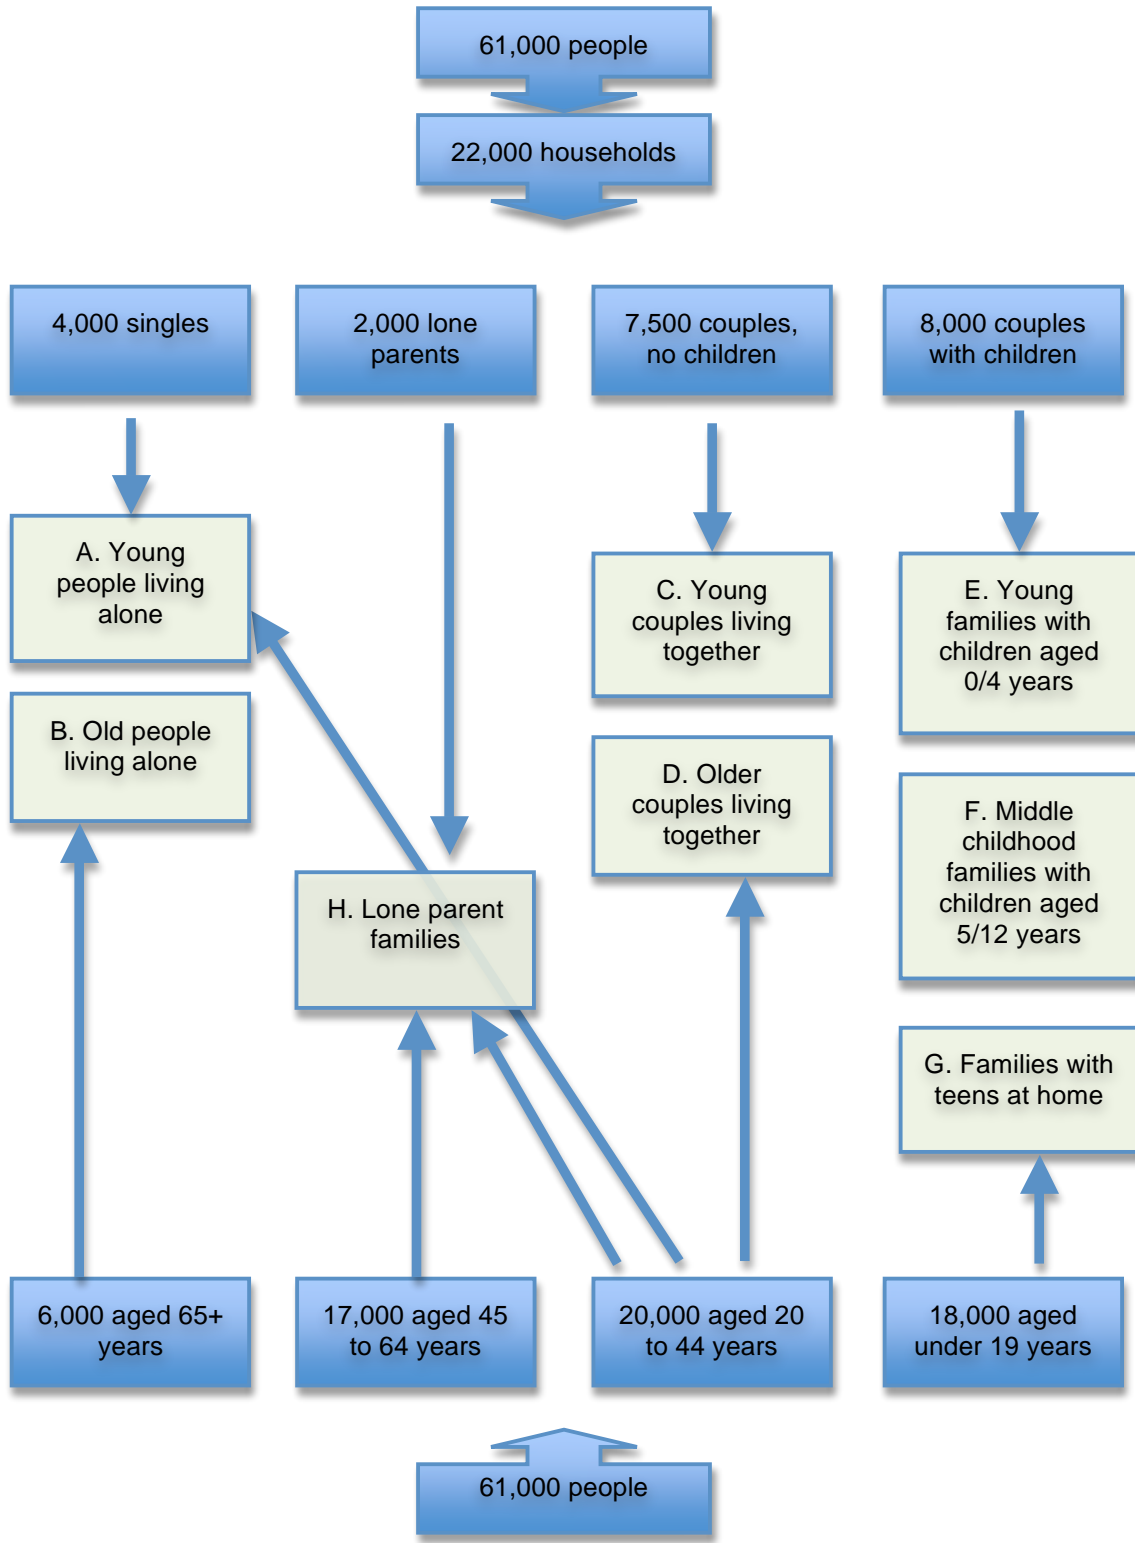 61,000 people
22,000 households
4,000 singles
2,000 lone
parents
7,500 couples,
no children
8,000 couples
with children
A. Young
people living
alone
B. Old people
living alone
C. Young
couples living
together
D. Older
couples living
together
E. Young
families with
children aged
0/4 years
F. Middle
childhood
families with
children aged
5/12 years
H. Lone parent
families
G. Families with
teens at home
6,000 aged 65+
years
17,000 aged 45
to 64 years
20,000 aged 20
to 44 years
18,000 aged
under 19 years
61,000 people